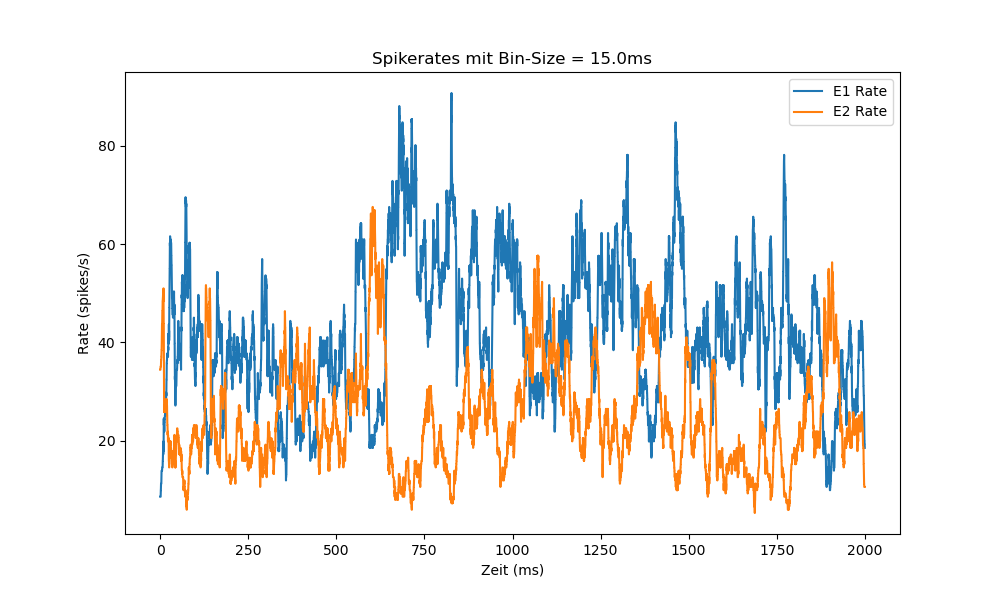 Spikerates mit Bin-Size = 15.0ms
E1 Rate
E2 Rate
Rate (spikes/s)
80
60
40
20
0 250 500 750 1000 1250 1500 1750 2000
Zeit (ms)